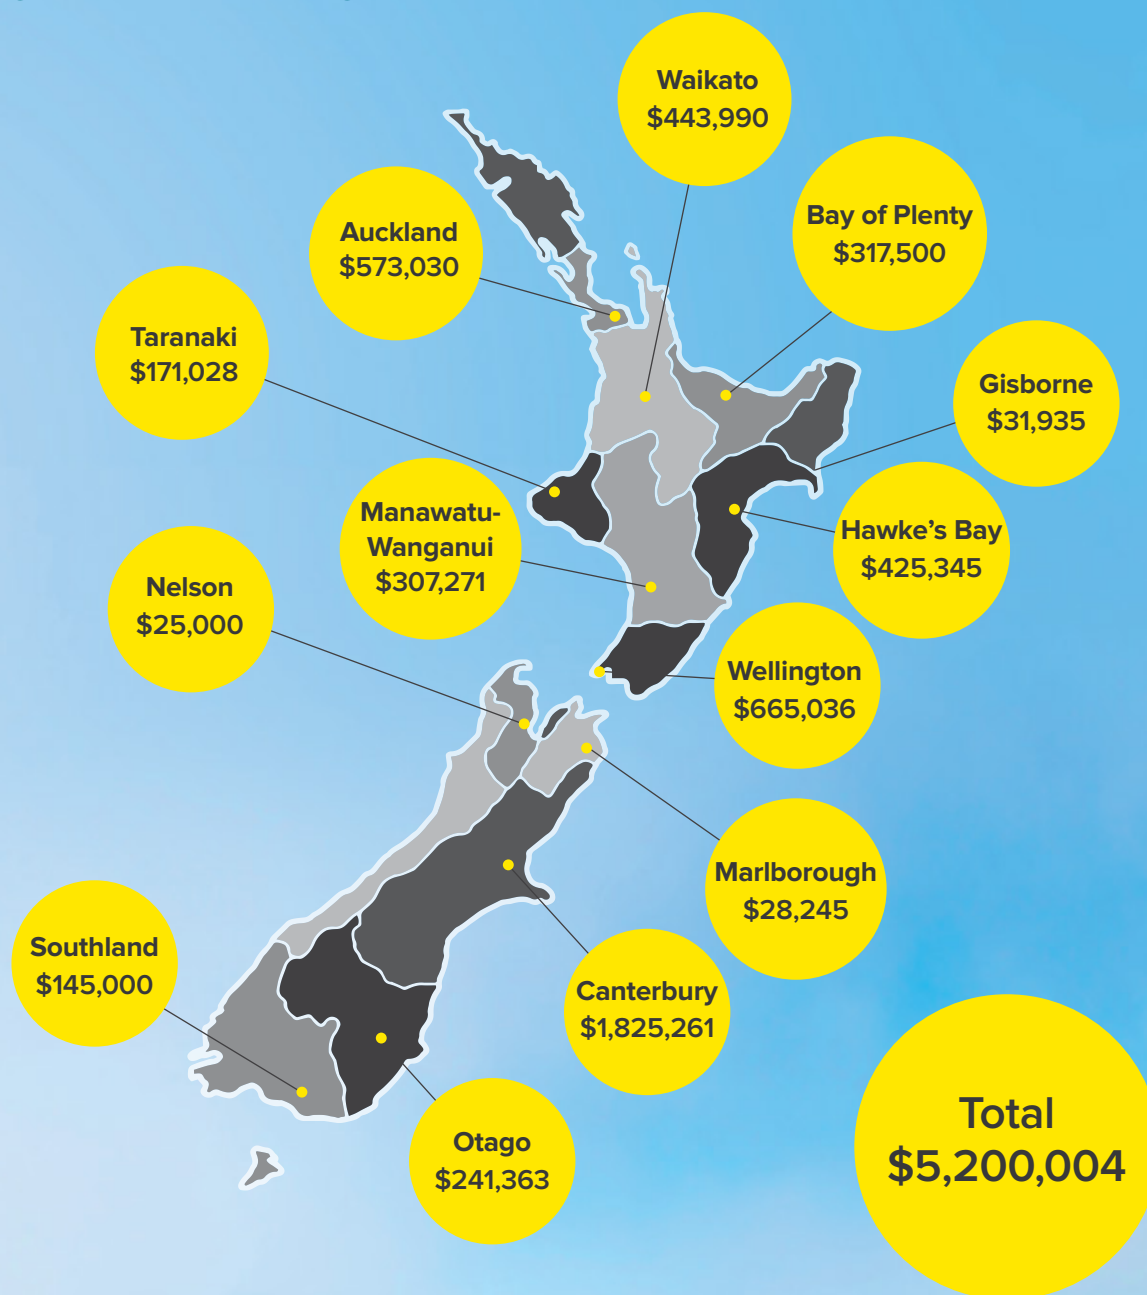 Waikato
$443,990
Bay of Plenty
$317,500
Auckland
$573,030
Taranaki
$171,028
Gisborne
$31,935
Manawatu-
Wanganui
$307,271
Hawke's Bay
$425,345
Nelson
$25,000
Wellington
$665,036
Marlborough
$28,245
Southland
$145,000
Canterbury
$1,825,261
Otago
$241,363
Total
$5,200,004